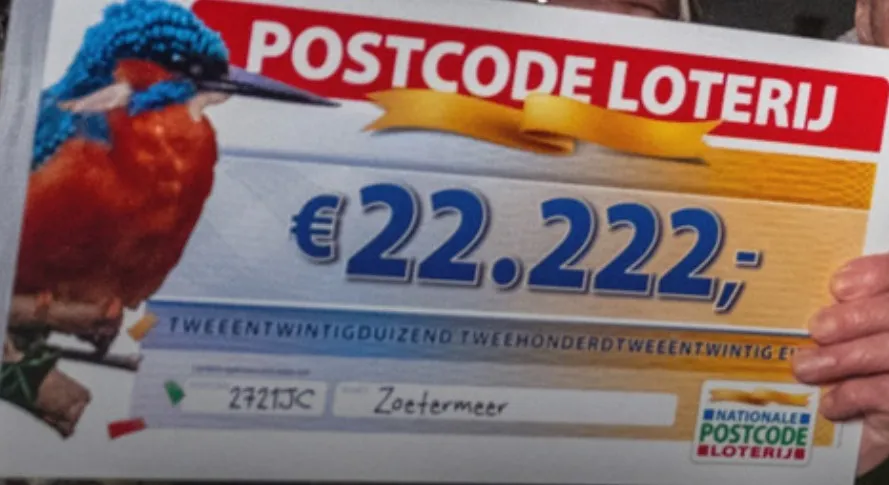 POSTCODE LOTERIJ
€22.222,-
TWEEENTWINTIGDUIZEND TWEEHONDERDTWEEENTWINTIG
2721JC Zoetermeer
NATIONALE
POSTCODE
LOTERIJ